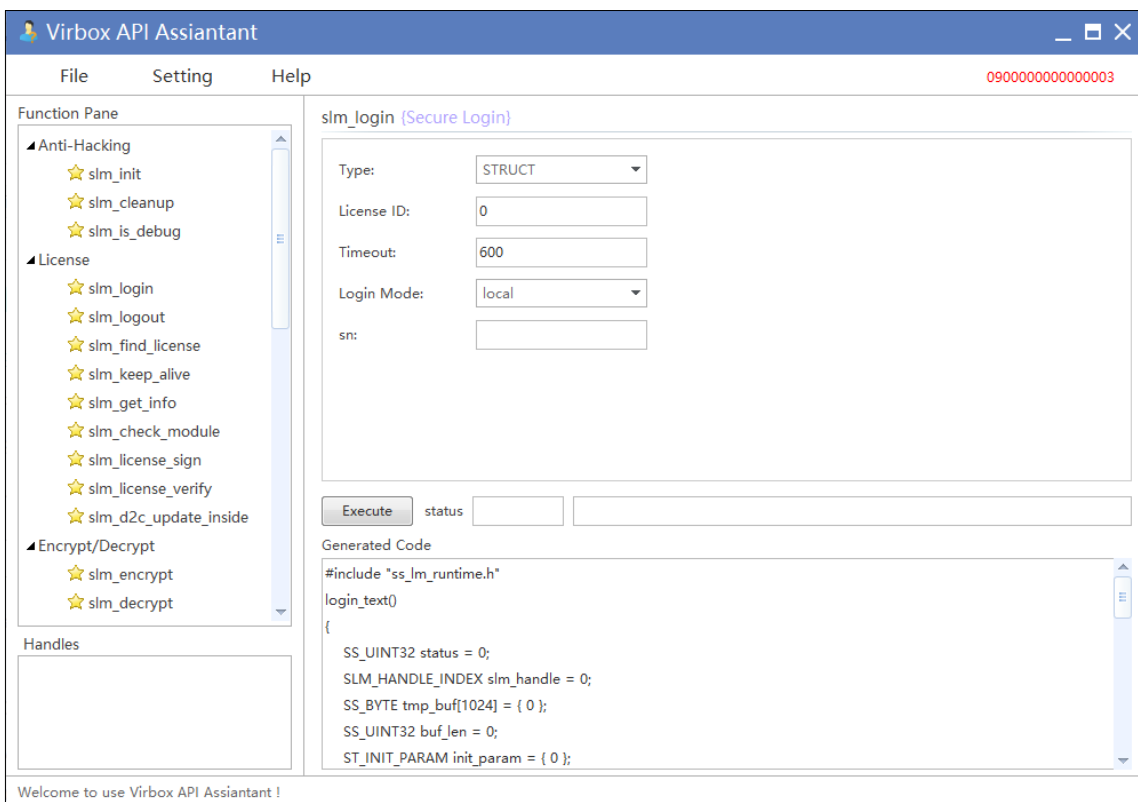 Virbox API Assiantant
File Setting Help 0900000000000003
Function Pane
Anti-Hacking
slm_init
slm_cleanup
slm_is_debug
License
slm_login
slm_logout
slm_find_license
slm_keep_alive
slm_get_info
slm_check_module
slm_license_sign
slm_license_verify
slm_d2c_update_inside
Encrypt/Decrypt
slm_encrypt
slm_decrypt
Handles
slm_login {Secure Login}
Type: STRUCT
License ID: 0
Timeout: 600
Login Mode: local
sn:
Execute status
Generated Code
#include "ss_lm_runtime.h"
login_text()
{
SS_UINT32 status = 0;
SLM_HANDLE_INDEX slm_handle = 0;
SS_BYTE tmp_buf[1024] = { 0 };
SS_UINT32 buf_len = 0;
ST_INIT_PARAM init_param = { 0 };
Welcome to use Virbox API Assiantant !